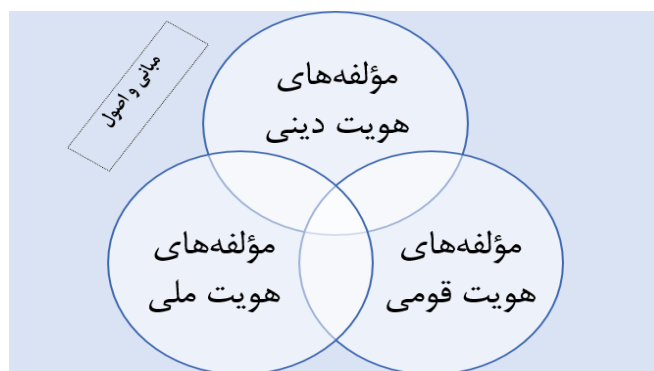 مبانی و اصول
مؤلفه‌های
هویت دینی
مؤلفه‌های
هویت قومی
مؤلفه‌های
هویت ملی